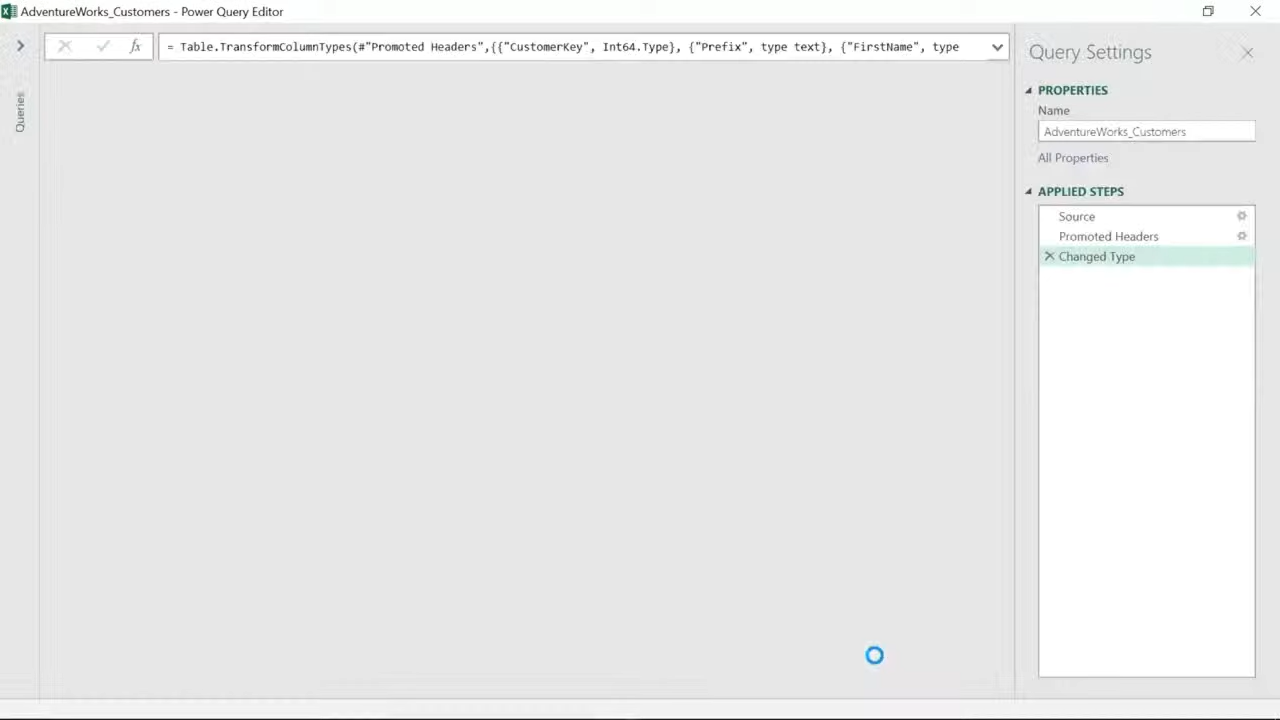 AdventureWorks_Customers - Power Query Editor
fx
= Table.TransformColumnTypes(#"Promoted Headers",{{"CustomerKey", Int64.Type}, {"Prefix", type text}, {"FirstName", type
Queries
Query Settings
PROPERTIES
Name
AdventureWorks_Customers
All Properties
APPLIED STEPS
Source
Promoted Headers
Changed Type